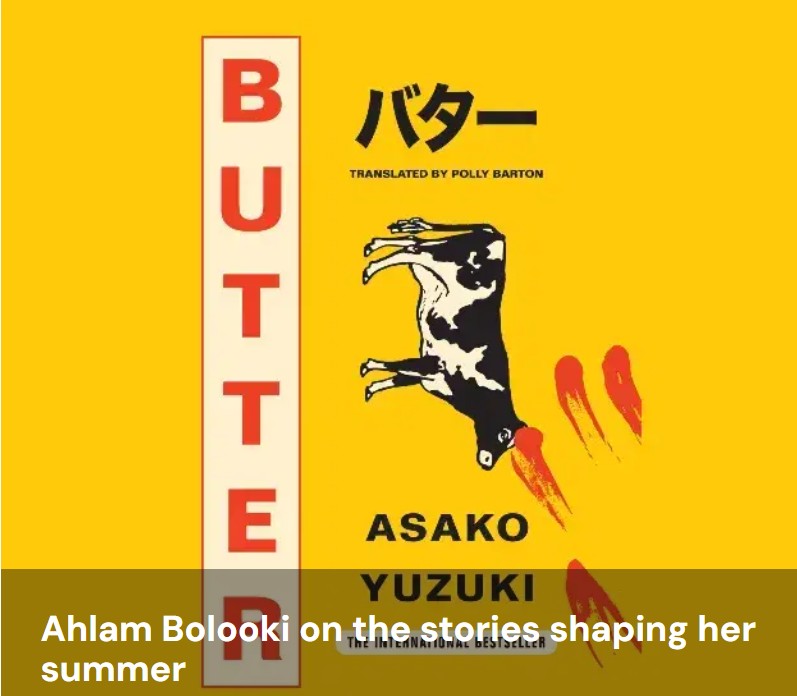 BUTTER
バター
TRANSLATED BY POLLY BARTON
ASAKO
YUZUKI
THE INTERNATIONAL BESTSELLER
Ahlam Bolooki on the stories shaping her
summer